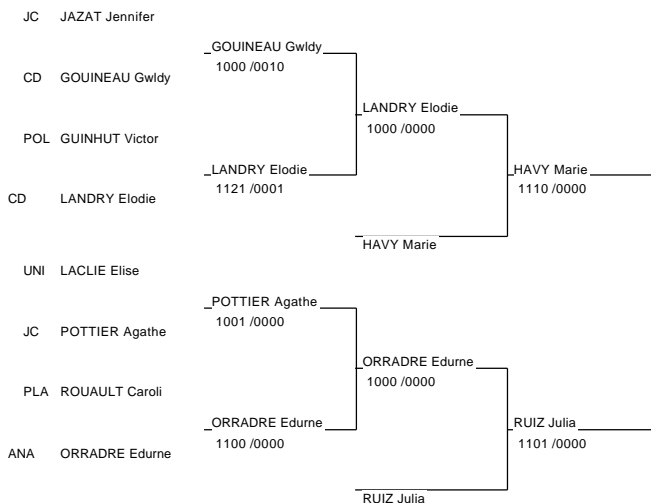 JC JAZAT Jennifer
GOUINEAU Gwldy
1000 /0010
CD GOUINEAU Gwldy
LANDRY Elodie
1000 /0000
POL GUINHUT Victor
LANDRY Elodie
1121 /0001
HAVY Marie
1110 /0000
CD LANDRY Elodie
HAVY Marie
UNI LACLIE Elise
POTTIER Agathe
1001 /0000
JC POTTIER Agathe
ORRADRE Edurne
1000 /0000
PLA ROUAULT Caroli
ORRADRE Edurne
1100 /0000
RUIZ Julia
1101 /0000
ANA ORRADRE Edurne
RUIZ Julia